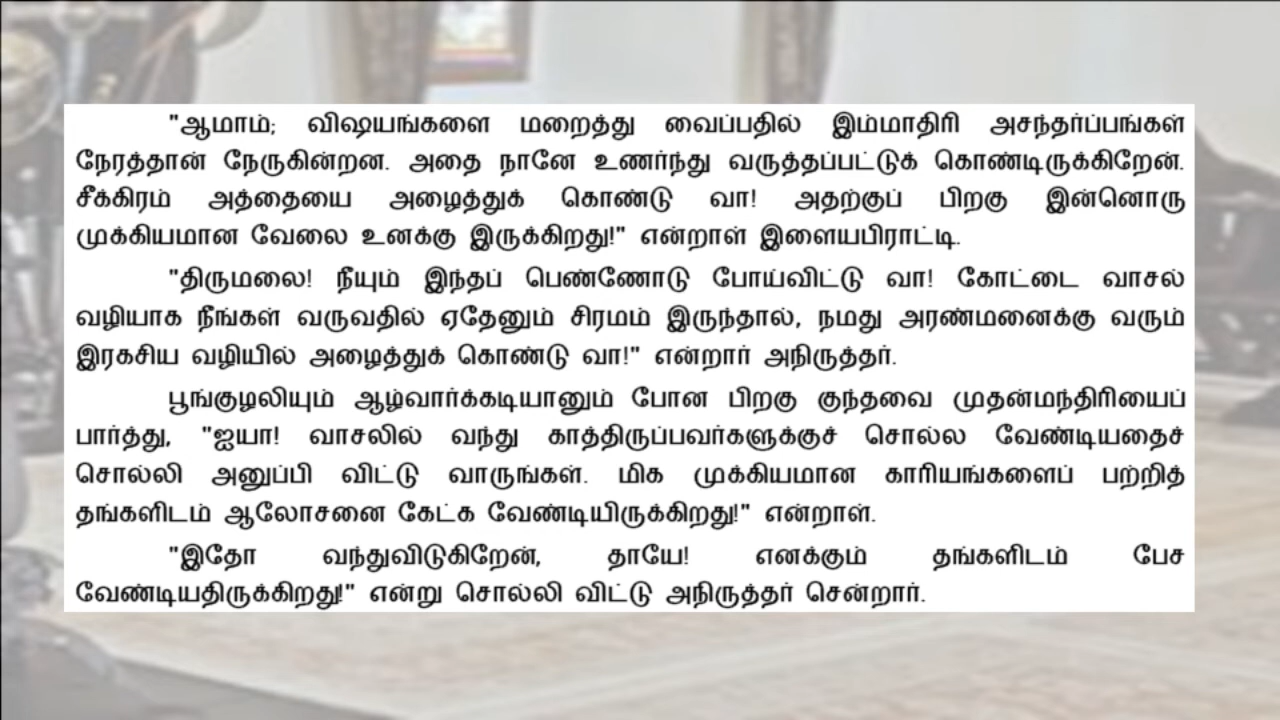 "ஆமாம்; விஷயங்களை மறைத்து வைப்பதில் இம்மாதிரி அசந்தர்ப்பங்கள்
நேரத்தான் நேருகின்றன. அதை நானே உணர்ந்து வருத்தப்பட்டுக் கொண்டிருக்கிறேன்.
சீக்கிரம் அத்தையை அழைத்துக் கொண்டு வா! அதற்குப் பிறகு இன்னொரு
முக்கியமான வேலை உனக்கு இருக்கிறது!" என்றாள் இளையபிராட்டி.
"திருமலை! நீயும் இந்தப் பெண்ணோடு போய்விட்டு வா! கோட்டை வாசல்
வழியாக நீங்கள் வருவதில் ஏதேனும் சிரமம் இருந்தால், நமது அரண்மனைக்கு வரும்
இரகசிய வழியில் அழைத்துக் கொண்டு வா!" என்றார் அநிருத்தர்.
பூங்குழலியும் ஆழ்வார்க்கடியானும் போன பிறகு குந்தவை முதன்மந்திரியைப்
பார்த்து, "ஐயா! வாசலில் வந்து காத்திருப்பவர்களுக்குச் சொல்ல வேண்டியதைச்
சொல்லி அனுப்பி விட்டு வாருங்கள். மிக முக்கியமான காரியங்களைப் பற்றித்
தங்களிடம் ஆலோசனை கேட்க வேண்டியிருக்கிறது!" என்றாள்.
"இதோ வந்துவிடுகிறேன், தாயே! எனக்கும் தங்களிடம் பேச
வேண்டியதிருக்கிறது!" என்று சொல்லி விட்டு அநிருத்தர் சென்றார்.